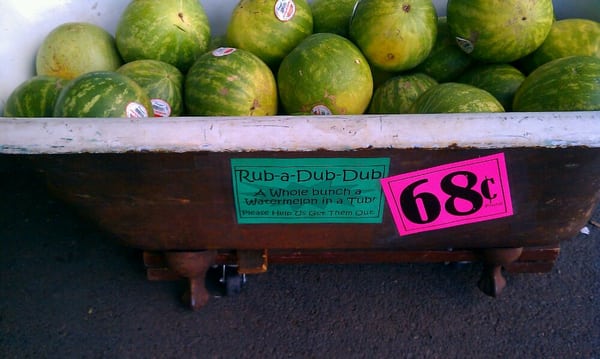 Rub-a-Dub-Dub
A Whole bunch a
Watermelon in a Tub!
Please Help Us Get Them Out.
68¢